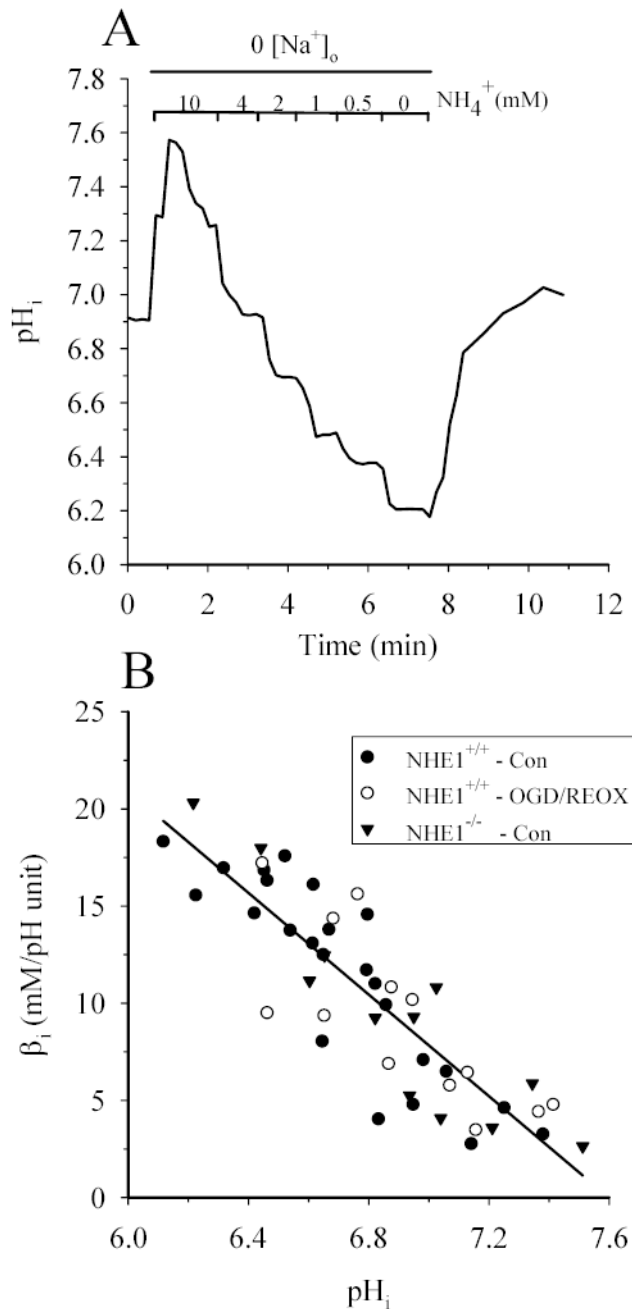 A
0 [Na⁺]ₒ
10 4 2 1 0.5 0 NH₄⁺(mM)
7.8
7.6
7.4
7.2
7.0
6.8
6.6
6.4
6.2
6.0
pHᵢ
0 2 4 6 8 10 12
Time (min)
B
25
20
15
10
5
0
βᵢ (mM/pH unit)
NHE1⁺/⁺ - Con
NHE1⁺/⁺ - OGD/REOX
NHE1⁻/⁻ - Con
6.0 6.4 6.8 7.2 7.6
pHᵢ